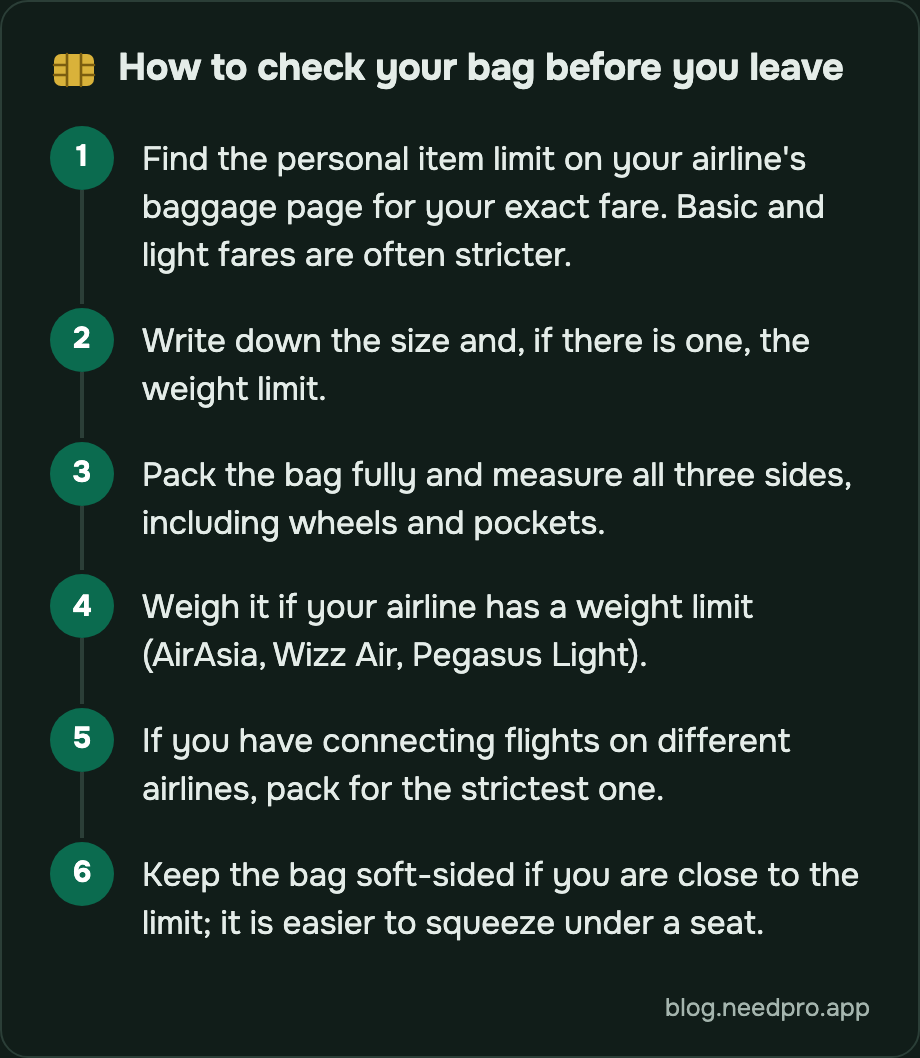 How to check your bag before you leave
1
Find the personal item limit on your airline's
baggage page for your exact fare. Basic and
light fares are often stricter.
2
Write down the size and, if there is one, the
weight limit.
3
Pack the bag fully and measure all three sides,
including wheels and pockets.
4
Weigh it if your airline has a weight limit
(AirAsia, Wizz Air, Pegasus Light).
5
If you have connecting flights on different
airlines, pack for the strictest one.
6
Keep the bag soft-sided if you are close to the
limit; it is easier to squeeze under a seat.
blog.needpro.app